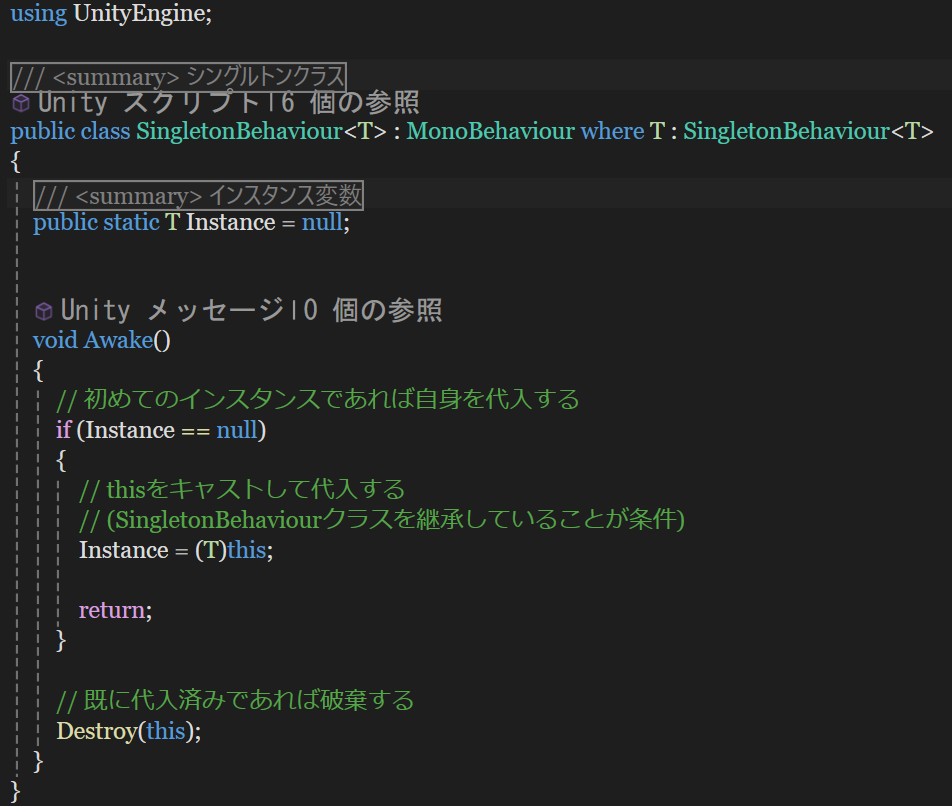 using UnityEngine;
/// <summary> シングルトンクラス
Unity スクリプト|6 個の参照
public class SingletonBehaviour<T> : MonoBehaviour where T : SingletonBehaviour<T>
{
/// <summary> インスタンス変数
public static T Instance = null;
Unity メッセージ|0 個の参照
void Awake()
{
// 初めてのインスタンスであれば自身を代入する
if (Instance == null)
{
// thisをキャストして代入する
// (SingletonBehaviourクラスを継承していることが条件)
Instance = (T)this;
return;
}
// 既に代入済みであれば破棄する
Destroy(this);
}
}